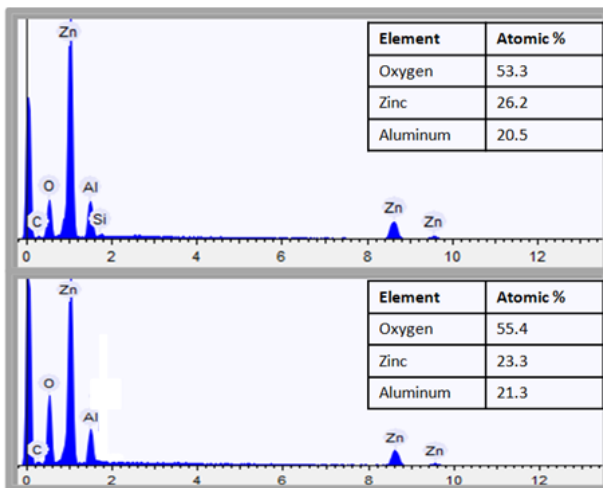 Zn
Element Atomic %
Oxygen 53.3
Zinc 26.2
Aluminum 20.5
O Al
C Si Zn Zn
0 2 4 6 8 10 12
Zn
Element Atomic %
Oxygen 55.4
Zinc 23.3
Aluminum 21.3
O
Al
C Zn Zn
0 2 4 6 8 10 12